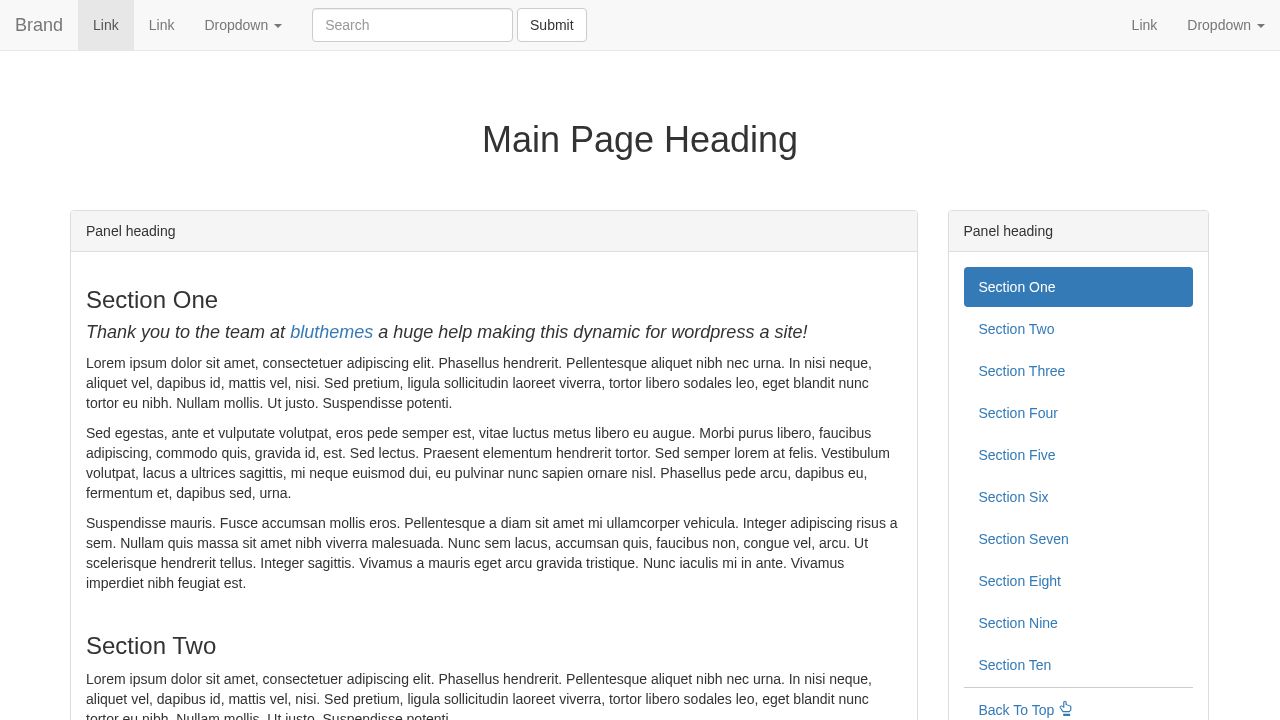 Brand Link Link Dropdown Search Submit Link Dropdown
Main Page Heading
Panel heading
Section One
Thank you to the team at bluthemes a huge help making this dynamic for wordpress a site!
Lorem ipsum dolor sit amet, consectetuer adipiscing elit. Phasellus hendrerit. Pellentesque aliquet nibh nec urna. In nisi neque,
aliquet vel, dapibus id, mattis vel, nisi. Sed pretium, ligula sollicitudin laoreet viverra, tortor libero sodales leo, eget blandit nunc
tortor eu nibh. Nullam mollis. Ut justo. Suspendisse potenti.
Sed egestas, ante et vulputate volutpat, eros pede semper est, vitae luctus metus libero eu augue. Morbi purus libero, faucibus
adipiscing, commodo quis, gravida id, est. Sed lectus. Praesent elementum hendrerit tortor. Sed semper lorem at felis. Vestibulum
volutpat, lacus a ultrices sagittis, mi neque euismod dui, eu pulvinar nunc sapien ornare nisl. Phasellus pede arcu, dapibus eu,
fermentum et, dapibus sed, urna.
Suspendisse mauris. Fusce accumsan mollis eros. Pellentesque a diam sit amet mi ullamcorper vehicula. Integer adipiscing risus a
sem. Nullam quis massa sit amet nibh viverra malesuada. Nunc sem lacus, accumsan quis, faucibus non, congue vel, arcu. Ut
scelerisque hendrerit tellus. Integer sagittis. Vivamus a mauris eget arcu gravida tristique. Nunc iaculis mi in ante. Vivamus
imperdiet nibh feugiat est.
Section Two
Lorem ipsum dolor sit amet, consectetuer adipiscing elit. Phasellus hendrerit. Pellentesque aliquet nibh nec urna. In nisi neque,
aliquet vel, dapibus id, mattis vel, nisi. Sed pretium, ligula sollicitudin laoreet viverra, tortor libero sodales leo, eget blandit nunc
tortor eu nibh. Nullam mollis. Ut justo. Suspendisse potenti.
Panel heading
Section One
Section Two
Section Three
Section Four
Section Five
Section Six
Section Seven
Section Eight
Section Nine
Section Ten
Back To Top